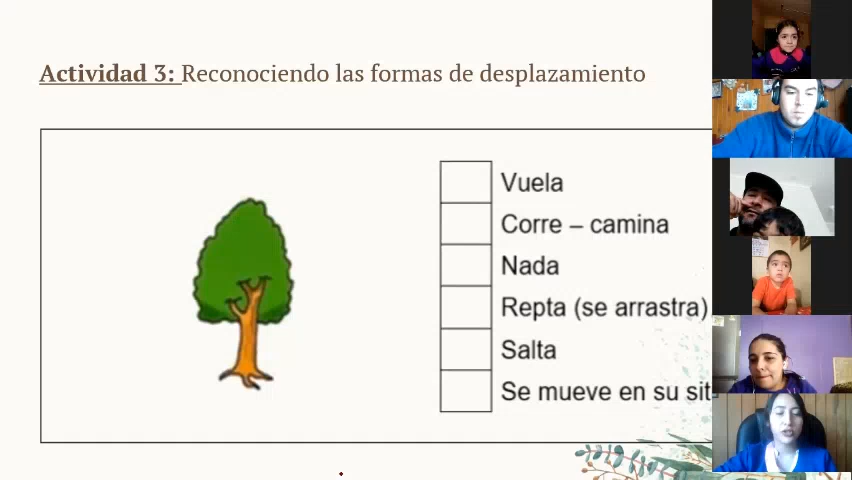 Actividad 3: Reconociendo las formas de desplazamiento
Vuela
Corre – camina
Nada
Repta (se arrastra)
Salta
Se mueve en su